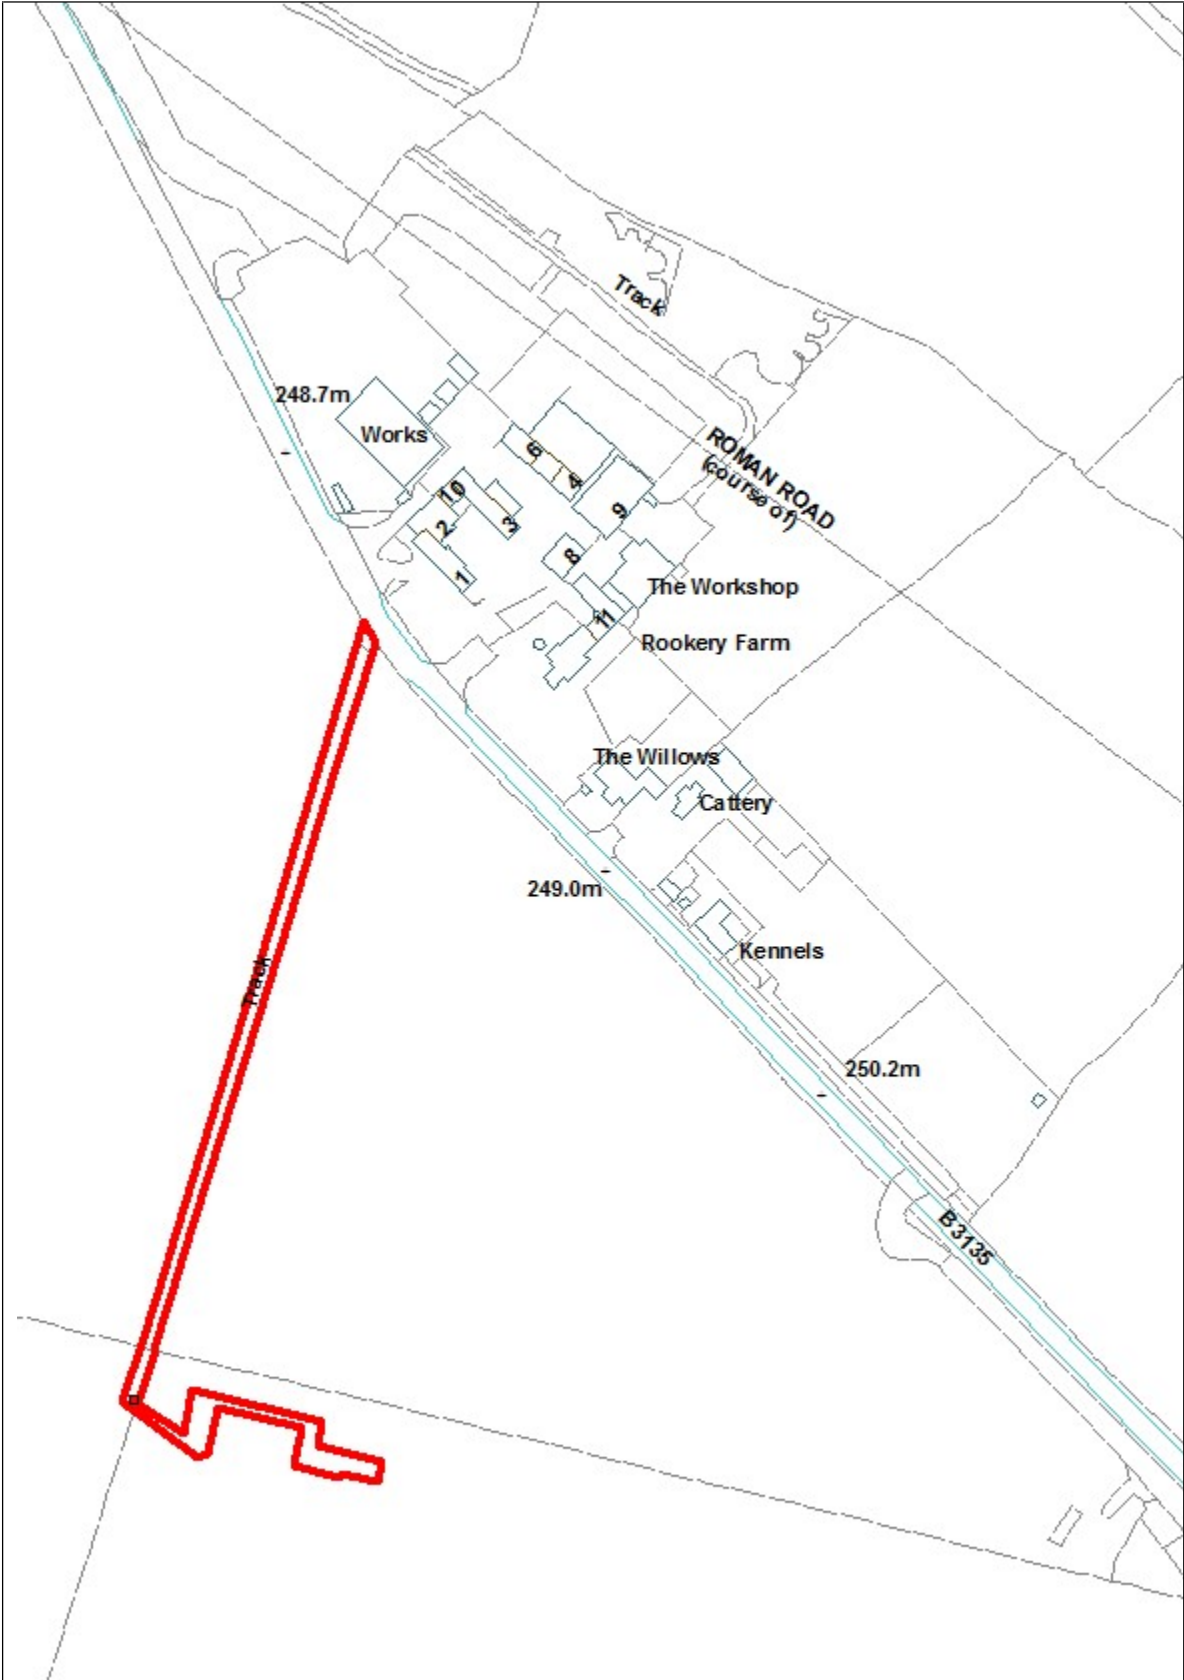 Track
248.7m
Works
ROMAN ROAD
(course of)
6
4
10
9
3
2
8
1
The Workshop
11
Rookery Farm
The Willows
Cattery
249.0m
Kennels
Track
250.2m
B 3135